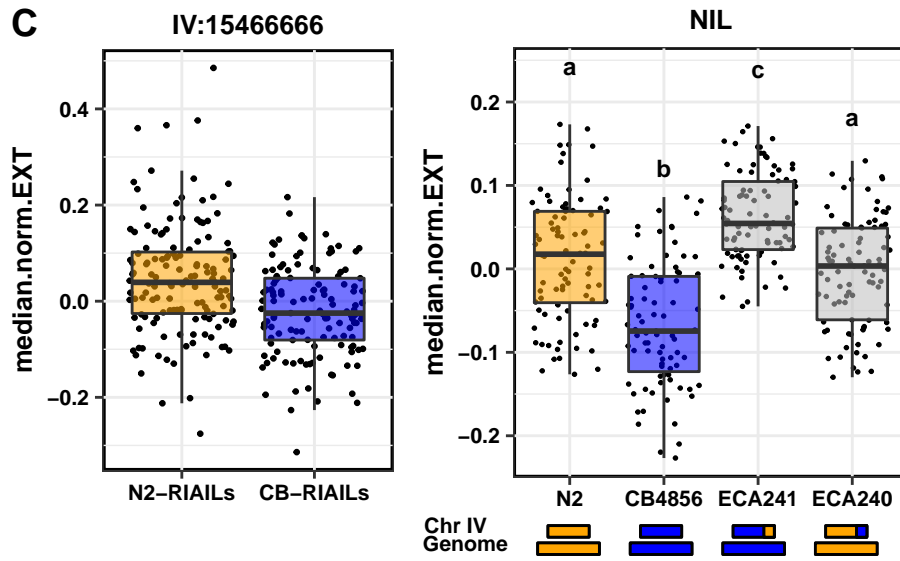 C
IV:15466666
median.norm.EXT
0.4
0.2
0.0
−0.2
N2−RIAILs CB−RIAILs
NIL
median.norm.EXT
0.2
0.1
0.0
−0.1
−0.2
a b c a
N2 CB4856 ECA241 ECA240
Chr IV
Genome